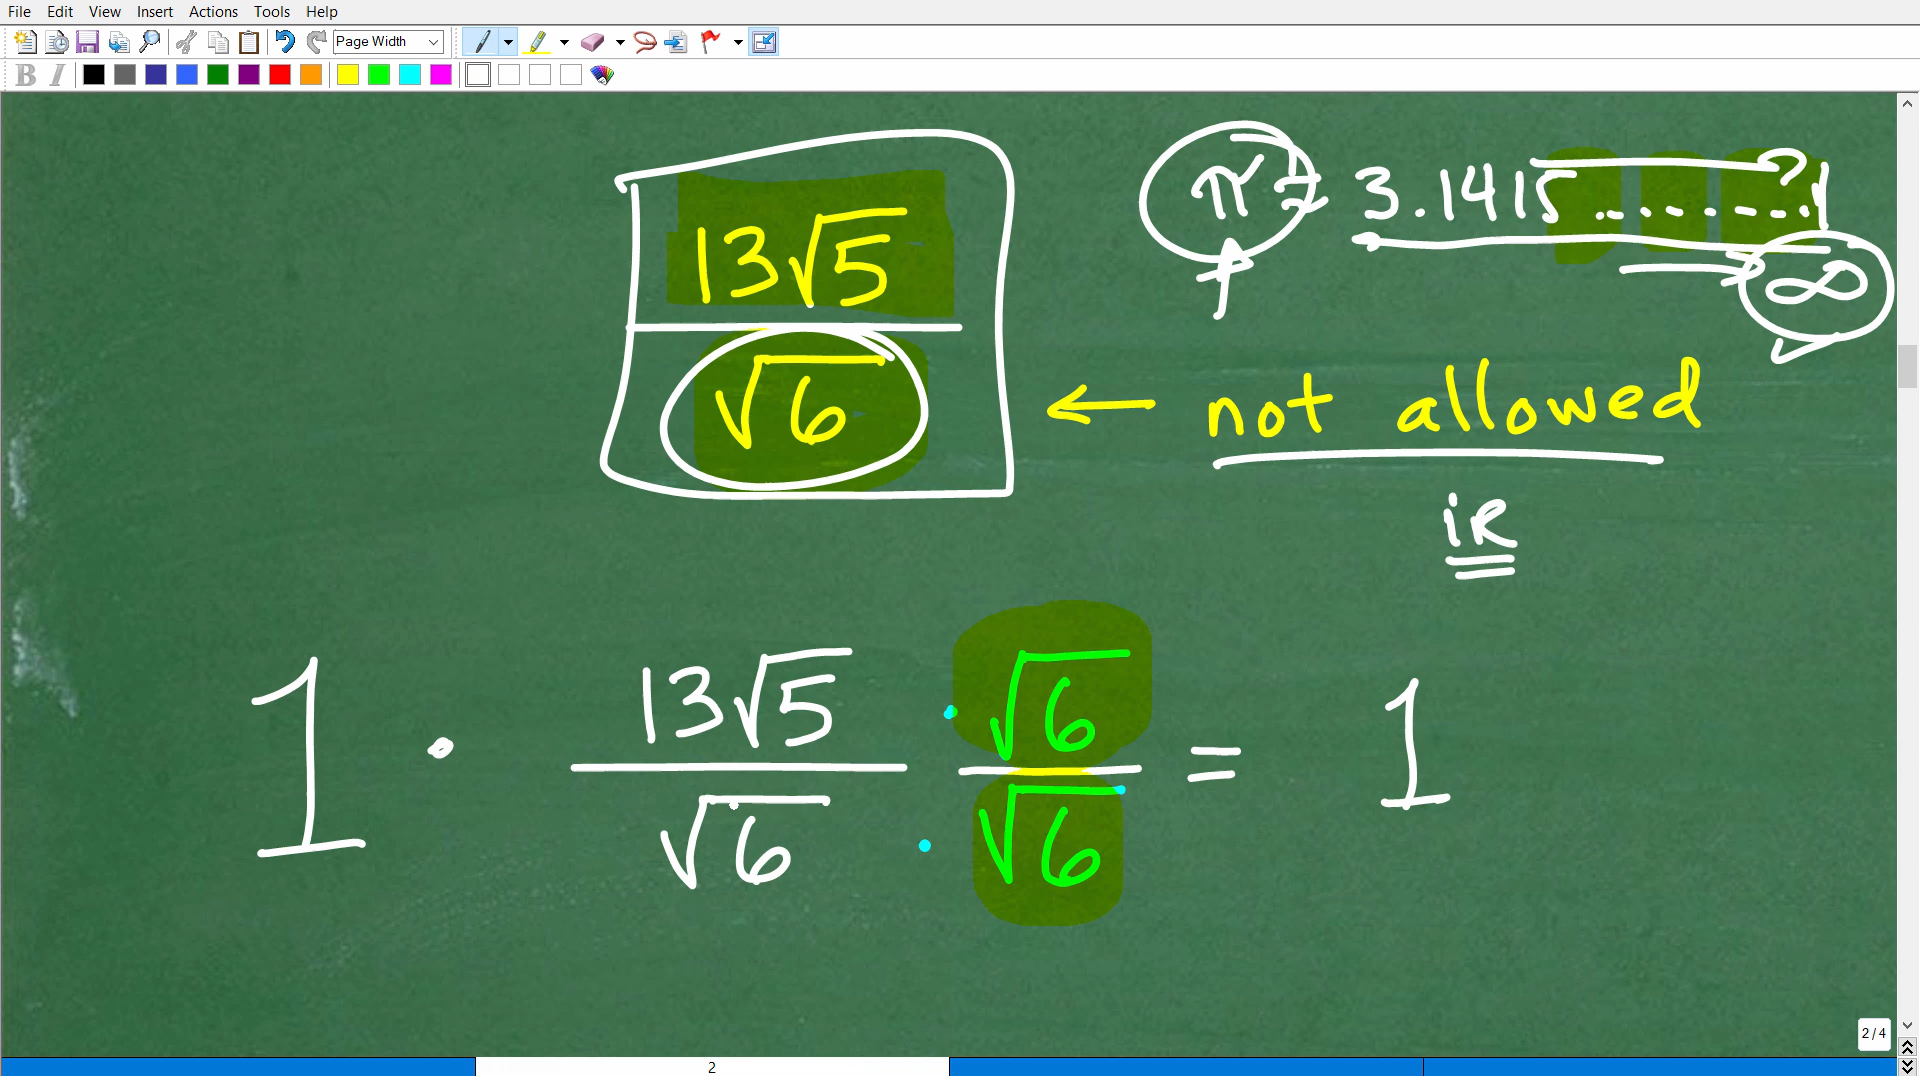 File Edit View Insert Actions Tools Help
Page Width
B I
13√5
√6
π = 3.1415 . . - . - . - - - . . ?
∞
← not allowed
iR
1 · 13√5/√6 · √6/√6 = 1
2 / 4
2